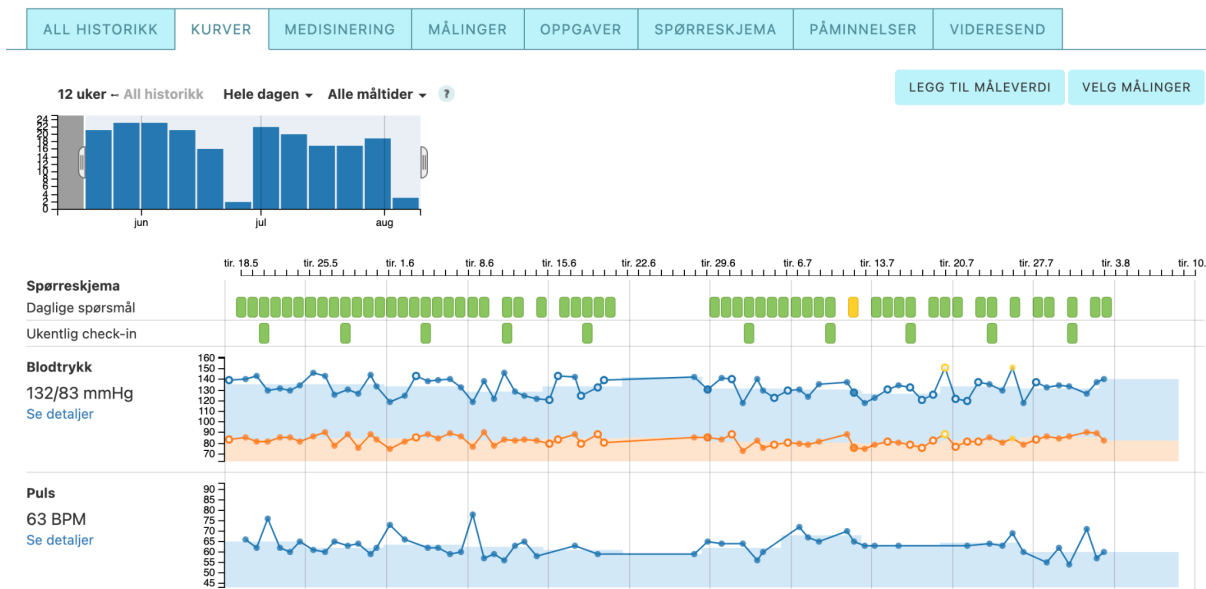 ALL HISTORIKK KURVER MEDISINERING MÅLINGER OPPGAVER SPØRRESKJEMA PÅMINNELSER VIDERESEND
LEGG TIL MÅLEVERDI VELG MÅLINGER
12 uker – All historikk Hele dagen Alle måltider ?
24
22
20
18
16
14
12
10
8
6
4
2
0
jun jul aug
tir. 18.5 tir. 25.5 tir. 1.6 tir. 8.6 tir. 15.6 tir. 22.6 tir. 29.6 tir. 6.7 tir. 13.7 tir. 20.7 tir. 27.7 tir. 3.8 tir. 10.
Spørreskjema
Daglige spørsmål
Ukentlig check-in
Blodtrykk
132/83 mmHg
Se detaljer
160
150
140
130
120
110
100
90
80
70
Puls
63 BPM
Se detaljer
90
85
80
75
70
65
60
55
50
45